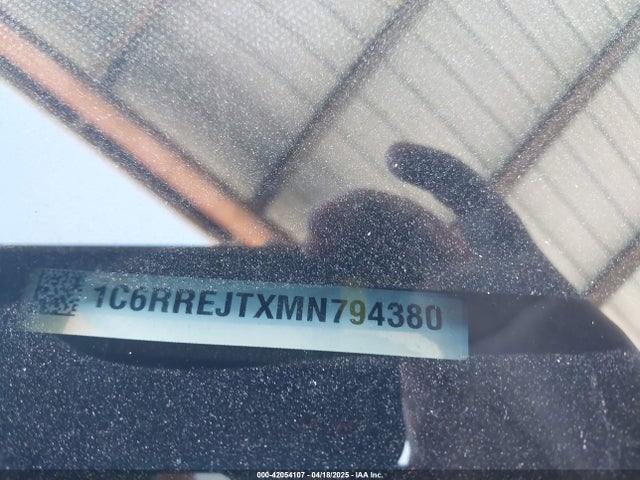 1C6RREJTXMN794380
000-42054107 - 04/18/2025 - IAA Inc.